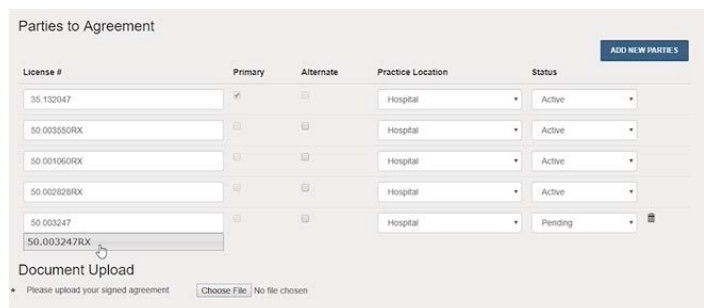 Parties to Agreement
ADD NEW PARTIES
License # Primary Alternate Practice Location Status
35.132047 Hospital Active
50.003550RX Hospital Active
50.001060RX Hospital Active
50.002828RX Hospital Active
50.003247 Hospital Pending
50.003247RX
Document Upload
* Please upload your signed agreement Choose File No file chosen